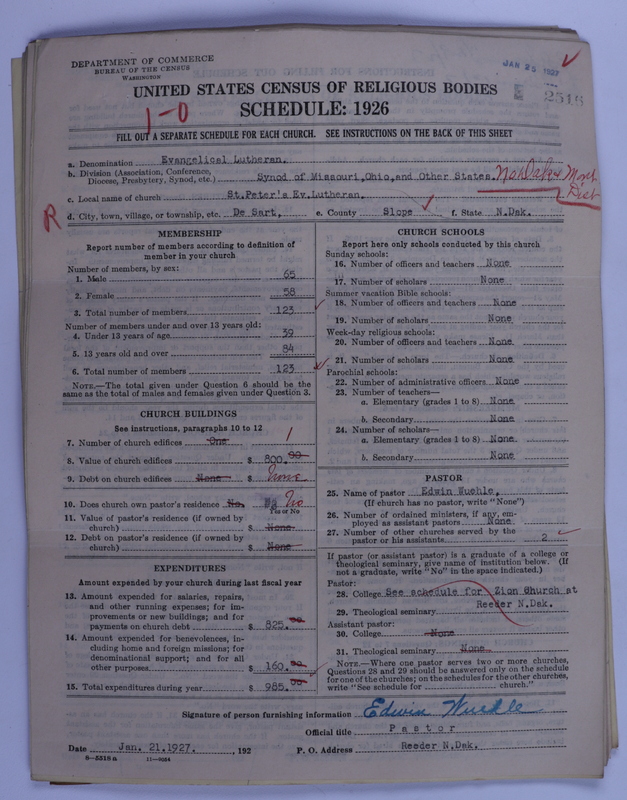 DEPARTMENT OF COMMERCE
BUREAU OF THE CENSUS
WASHINGTON
JAN 25 1927
2516
UNITED STATES CENSUS OF RELIGIOUS BODIES
SCHEDULE: 1926
1-0
FILL OUT A SEPARATE SCHEDULE FOR EACH CHURCH. SEE INSTRUCTIONS ON THE BACK OF THIS SHEET
a. Denomination Evangelical Lutheran.
b. Division (Association, Conference, Diocese, Presbytery, Synod, etc.) Synod of Missouri, Ohio, and Other States. Dist
c. Local name of church St.Peter's Ev.Lutheran.
R
d. City, town, village, or township, etc. De Sart, e. County Slope f. State N.Dak.
MEMBERSHIP
Report number of members according to definition of member in your church
Number of members, by sex:
1. Male 65
2. Female 58
3. Total number of members 123
Number of members under and over 13 years old:
4. Under 13 years of age 39
5. 13 years old and over 84
6. Total number of members 123
NOTE.—The total given under Question 6 should be the same as the total of males and females given under Question 3.
CHURCH BUILDINGS
See instructions, paragraphs 10 to 12
7. Number of church edifices One 1
8. Value of church edifices $ 800.00
9. Debt on church edifices None $ None
10. Does church own pastor's residence No. No
Yes or No
11. Value of pastor's residence (if owned by church) $ None.
12. Debt on pastor's residence (if owned by church) $ None
EXPENDITURES
Amount expended by your church during last fiscal year
13. Amount expended for salaries, repairs, and other running expenses; for improvements or new buildings; and for payments on church debt $ 825.00
14. Amount expended for benevolences, including home and foreign missions; for denominational support; and for all other purposes $ 160.00
15. Total expenditures during year $ 985.00
CHURCH SCHOOLS
Report here only schools conducted by this church
Sunday schools:
16. Number of officers and teachers None
17. Number of scholars None
Summer vacation Bible schools:
18. Number of officers and teachers None
19. Number of scholars None
Week-day religious schools:
20. Number of officers and teachers None.
21. Number of scholars None
Parochial schools:
22. Number of administrative officers None
23. Number of teachers—
a. Elementary (grades 1 to 8) None.
b. Secondary None
24. Number of scholars—
a. Elementary (grades 1 to 8) None
b. Secondary None
PASTOR
25. Name of pastor Edwin Wuehle,
(If church has no pastor, write "None")
26. Number of ordained ministers, if any, employed as assistant pastors None
27. Number of other churches served by the pastor or his assistants 2
If pastor (or assistant pastor) is a graduate of a college or theological seminary, give name of institution below. (If not a graduate, write "No" in the space indicated.)
Pastor:
28. College See schedule for Zion Church at
29. Theological seminary Reeder N.Dak.
Assistant pastor:
30. College None
31. Theological seminary None.
NOTE.—Where one pastor serves two or more churches, Questions 28 and 29 should be answered only on the schedule for one of the churches; on the schedules for the other churches, write "See schedule for church."
Signature of person furnishing information Edwin Wuehle
Official title Pastor
Date Jan. 21.1927. , 192
P. O. Address Reeder N.Dak.
8-5518a 11-9034